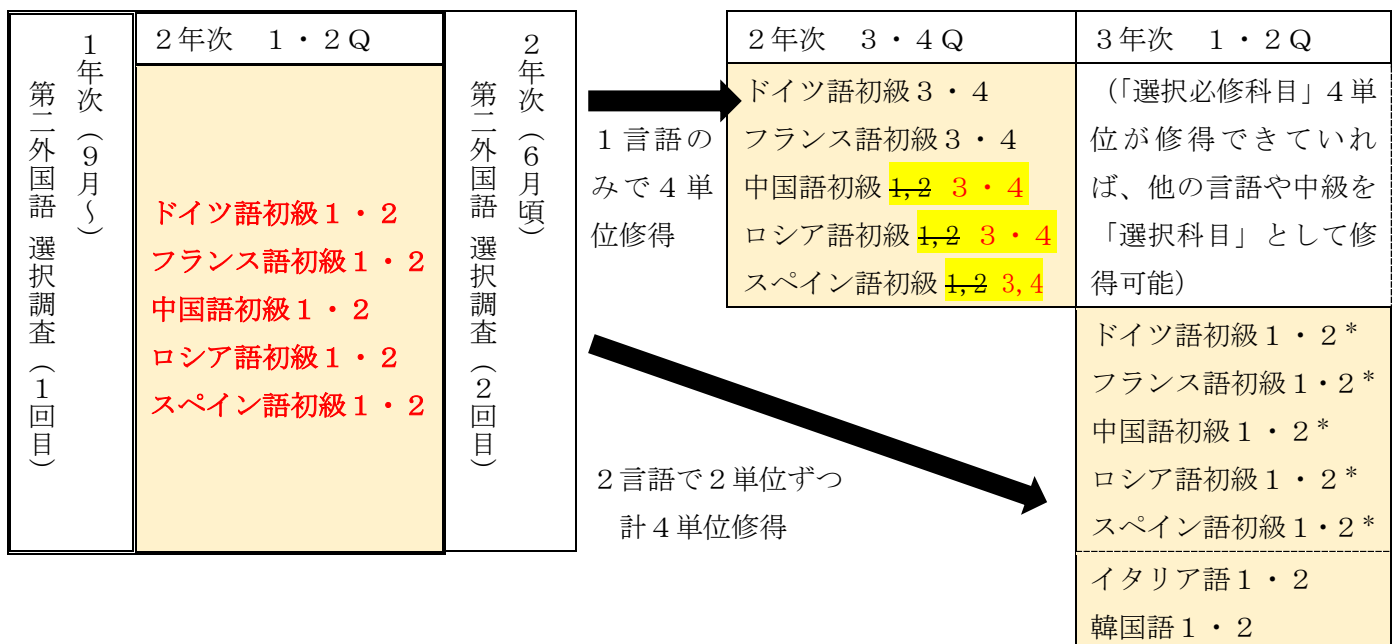 １年次（９月～）
第二外国語 選択調査（１回目）
２年次　１・２Ｑ
ドイツ語初級１・２
フランス語初級１・２
中国語初級１・２
ロシア語初級１・２
スペイン語初級１・２
２年次（６月頃）
第二外国語 選択調査（２回目）
１言語の
みで４単
位修得
２言語で２単位ずつ
計４単位修得
２年次　３・４Ｑ
ドイツ語初級３・４
フランス語初級３・４
中国語初級 1,2 ３・４
ロシア語初級 1,2 ３・４
スペイン語初級 1,2 3,4
３年次　１・２Ｑ
（「選択必修科目」４単
位が修得できていれ
ば、他の言語や中級を
「選択科目」として修
得可能）
ドイツ語初級１・２*
フランス語初級１・２*
中国語初級１・２*
ロシア語初級１・２*
スペイン語初級１・２*
イタリア語１・２
韓国語１・２